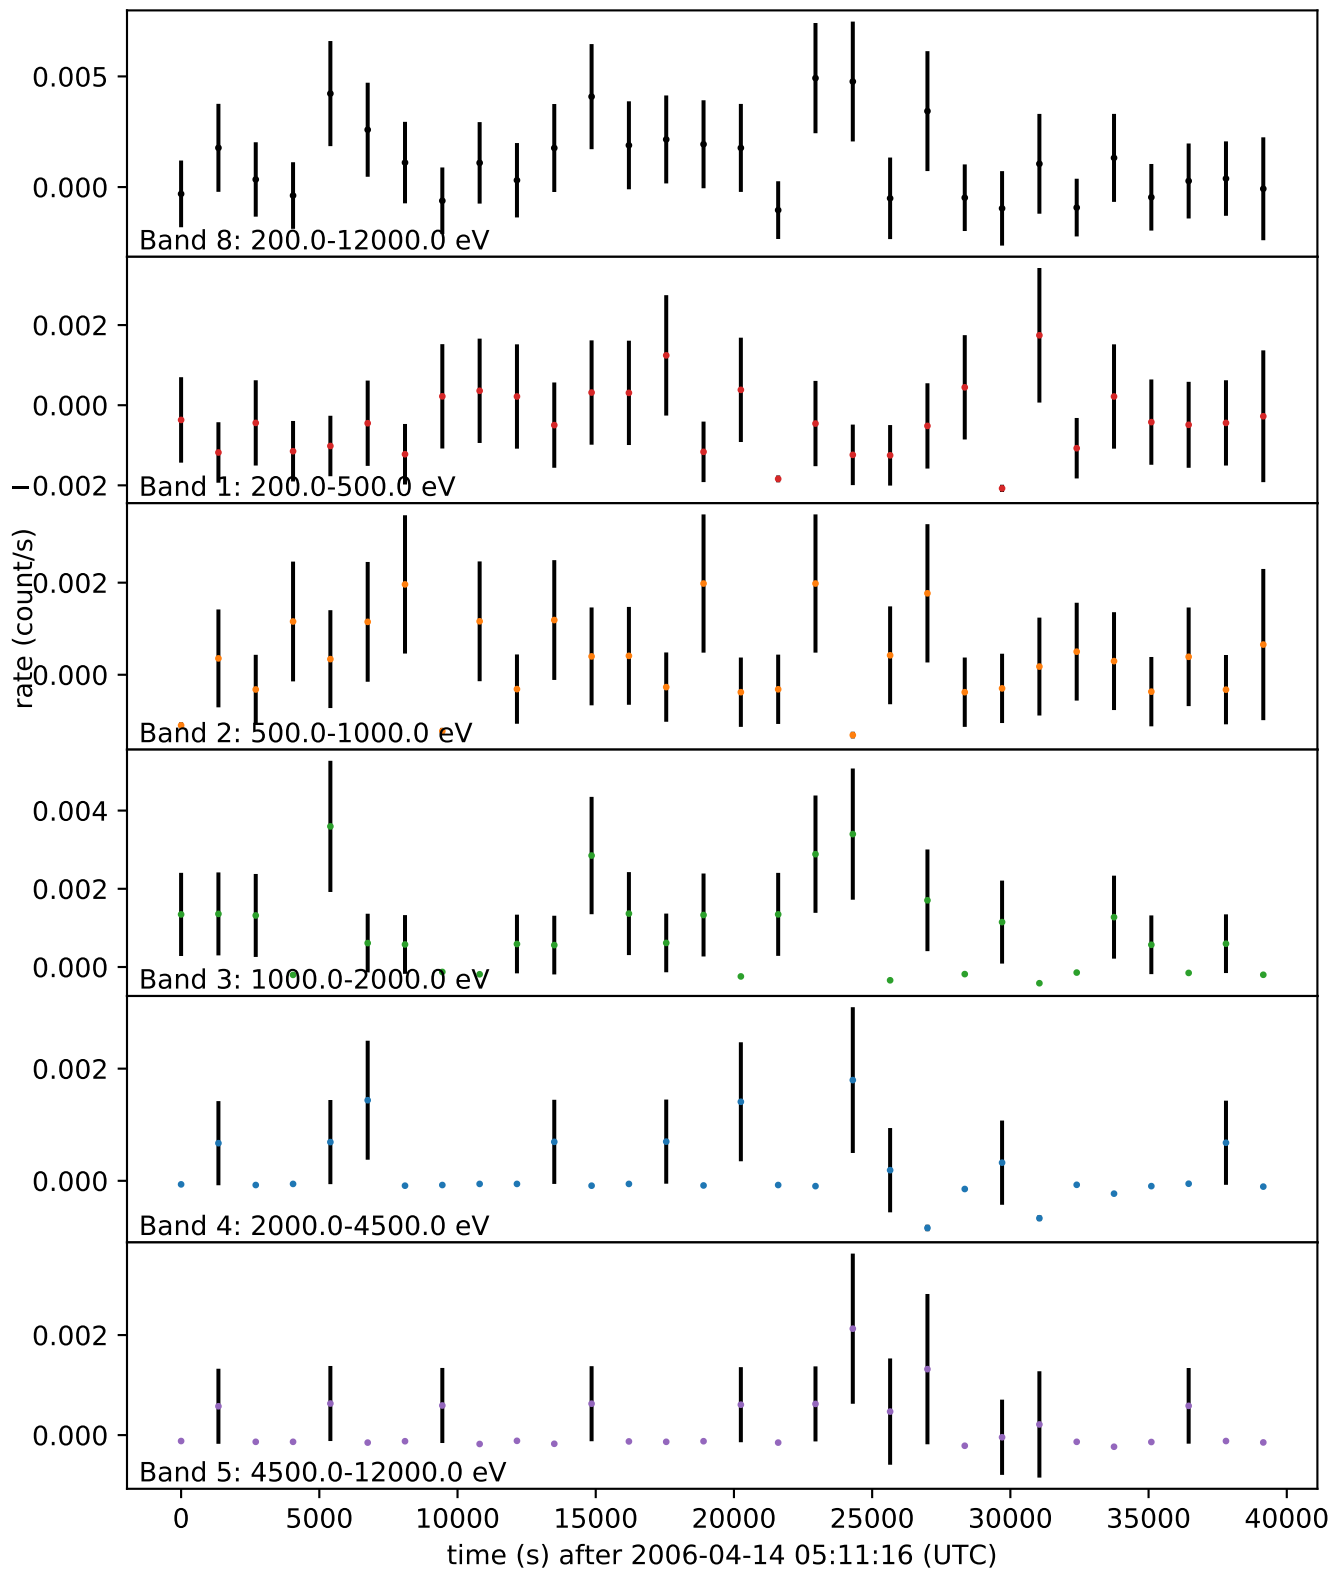 0.005
0.000
Band 8: 200.0-12000.0 eV
0.002
0.000
−0.002
Band 1: 200.0-500.0 eV
rate (count/s)
0.002
0.000
Band 2: 500.0-1000.0 eV
0.004
0.002
0.000
Band 3: 1000.0-2000.0 eV
0.002
0.000
Band 4: 2000.0-4500.0 eV
0.002
0.000
Band 5: 4500.0-12000.0 eV
0 5000 10000 15000 20000 25000 30000 35000 40000
time (s) after 2006-04-14 05:11:16 (UTC)